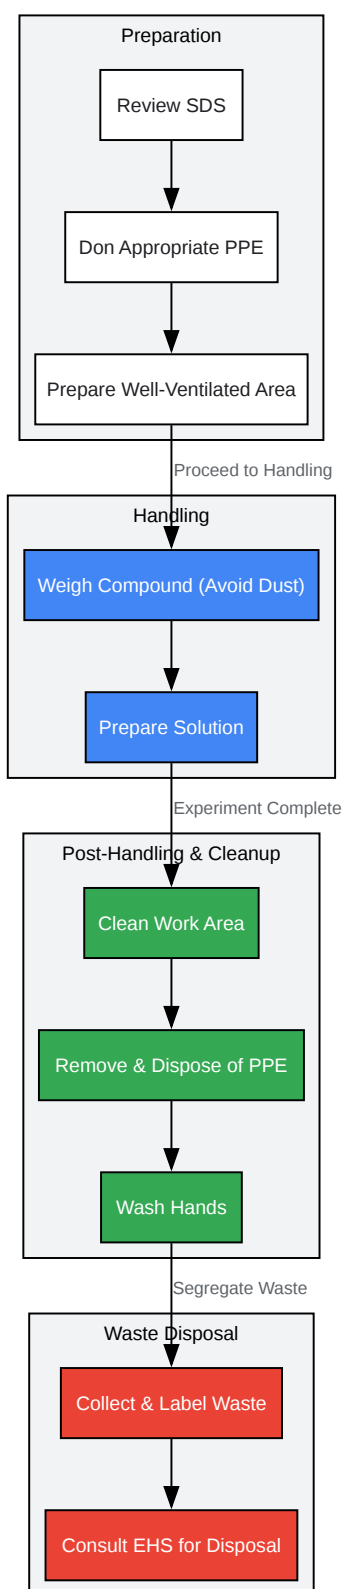 Preparation
Review SDS
Don Appropriate PPE
Prepare Well-Ventilated Area
Proceed to Handling
Handling
Weigh Compound (Avoid Dust)
Prepare Solution
Experiment Complete
Post-Handling & Cleanup
Clean Work Area
Remove & Dispose of PPE
Wash Hands
Segregate Waste
Waste Disposal
Collect & Label Waste
Consult EHS for Disposal